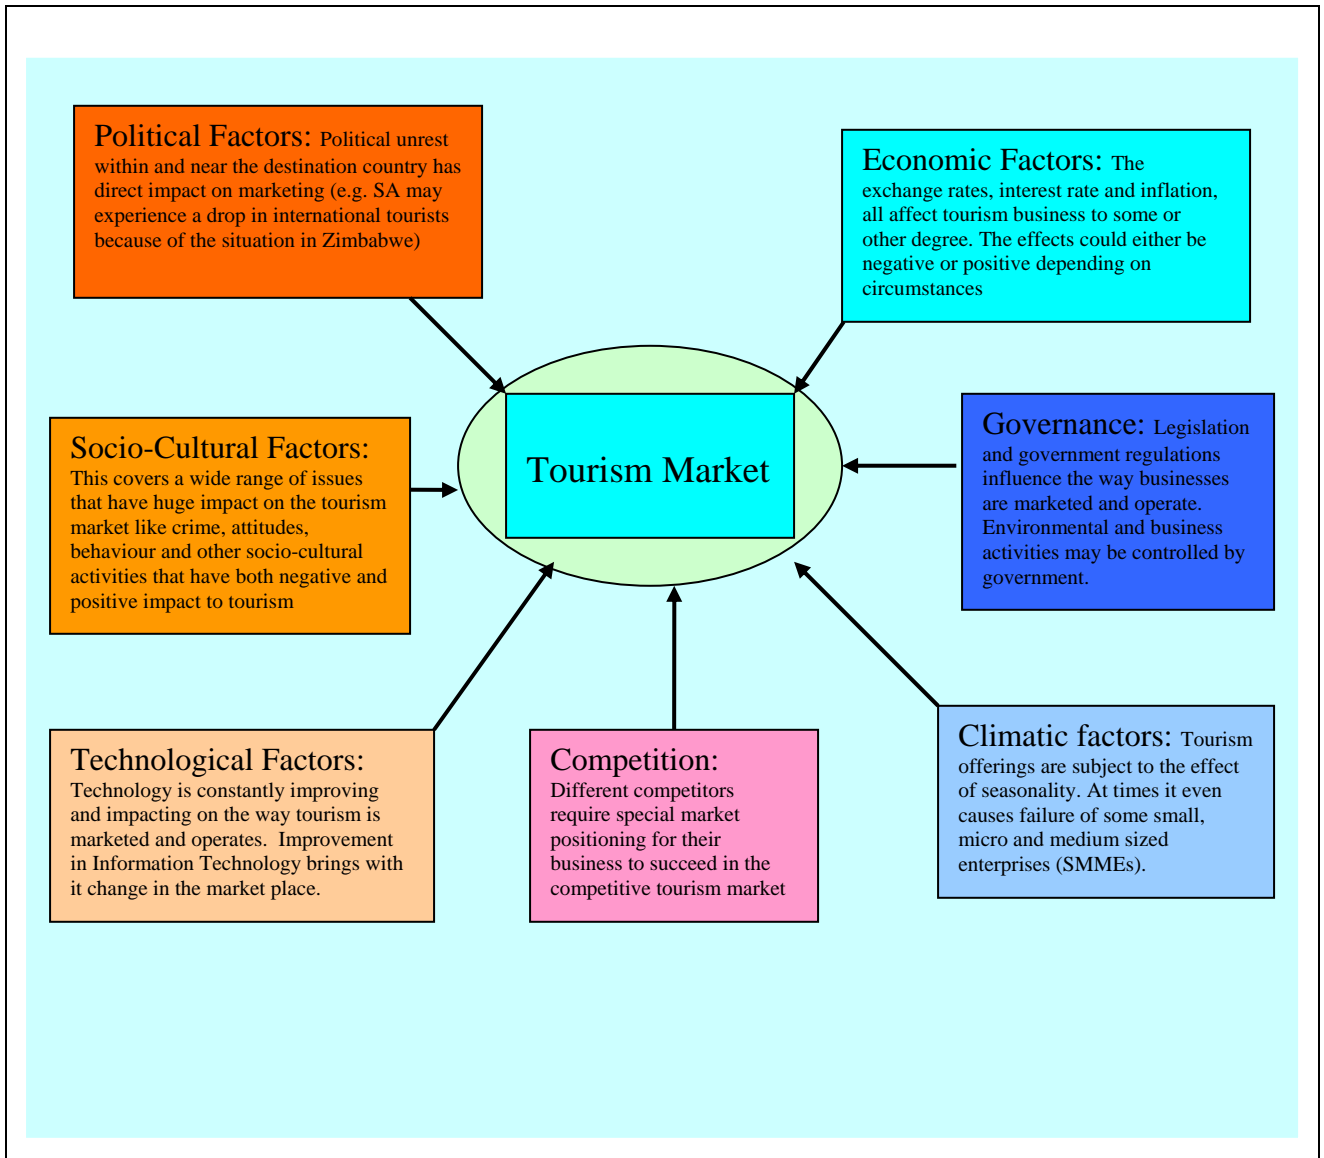 Political Factors: Political unrest
within and near the destination country has
direct impact on marketing (e.g. SA may
experience a drop in international tourists
because of the situation in Zimbabwe)
Economic Factors: The
exchange rates, interest rate and inflation,
all affect tourism business to some or
other degree. The effects could either be
negative or positive depending on
circumstances
Socio-Cultural Factors:
This covers a wide range of issues
that have huge impact on the tourism
market like crime, attitudes,
behaviour and other socio-cultural
activities that have both negative and
positive impact to tourism
Tourism Market
Governance: Legislation
and government regulations
influence the way businesses
are marketed and operate.
Environmental and business
activities may be controlled by
government.
Technological Factors:
Technology is constantly improving
and impacting on the way tourism is
marketed and operates.  Improvement
in Information Technology brings with
it change in the market place.
Competition:
Different competitors
require special market
positioning for their
business to succeed in the
competitive tourism market
Climatic factors: Tourism
offerings are subject to the effect
of seasonality. At times it even
causes failure of some small,
micro and medium sized
enterprises (SMMEs).